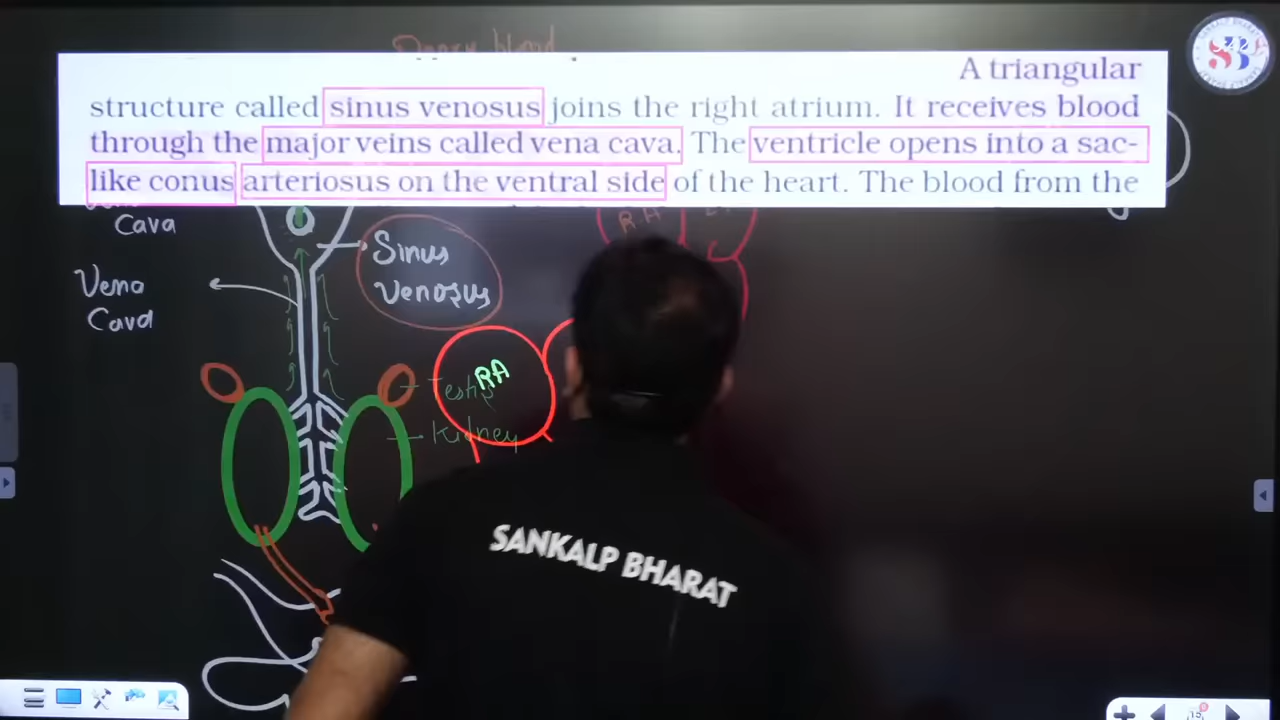 blood
A triangular
structure called sinus venosus joins the right atrium. It receives blood
through the major veins called vena cava. The ventricle opens into a sac-
like conus arteriosus on the ventral side of the heart. The blood from the
Cava
RA
Sinus
Venosus
Vena
Cava
RA
Testis
Kidney
SANKALP BHARAT